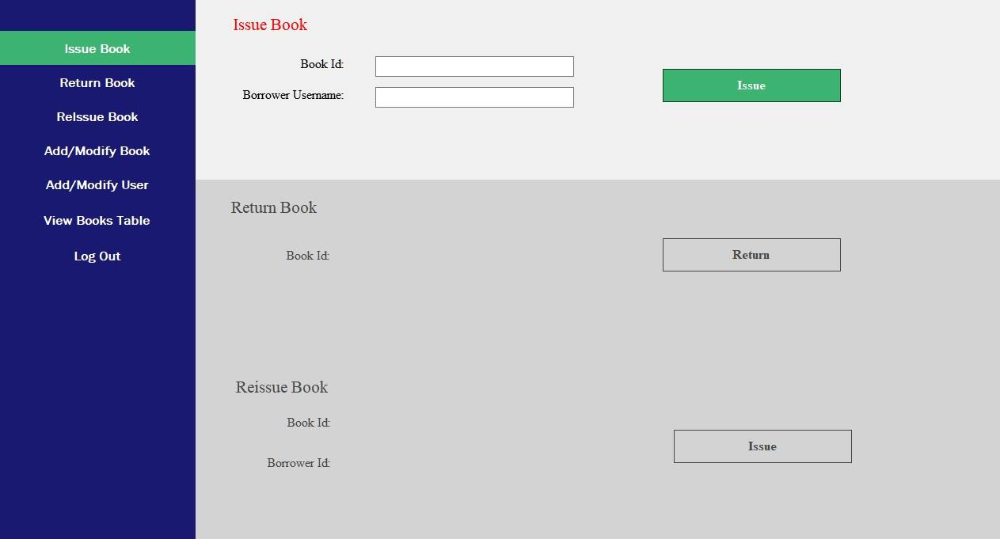 Issue Book
Return Book
ReIssue Book
Add/Modify Book
Add/Modify User
View Books Table
Log Out
Issue Book
Book Id:
Borrower Username:
Issue
Return Book
Book Id:
Return
Reissue Book
Book Id:
Borrower Id:
Issue